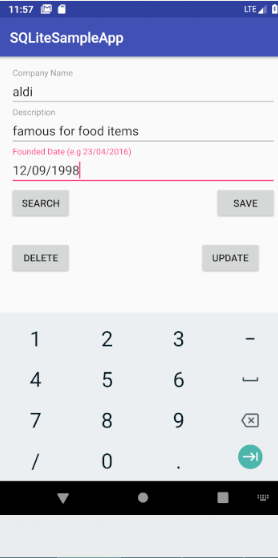 11:57 LTE
SQLiteSampleApp
Company Name
aldi
Description
famous for food items
Founded Date (e.g 23/04/2016)
12/09/1998
SEARCH SAVE
DELETE UPDATE
1 2 3 -
4 5 6
7 8 9
/ 0 .